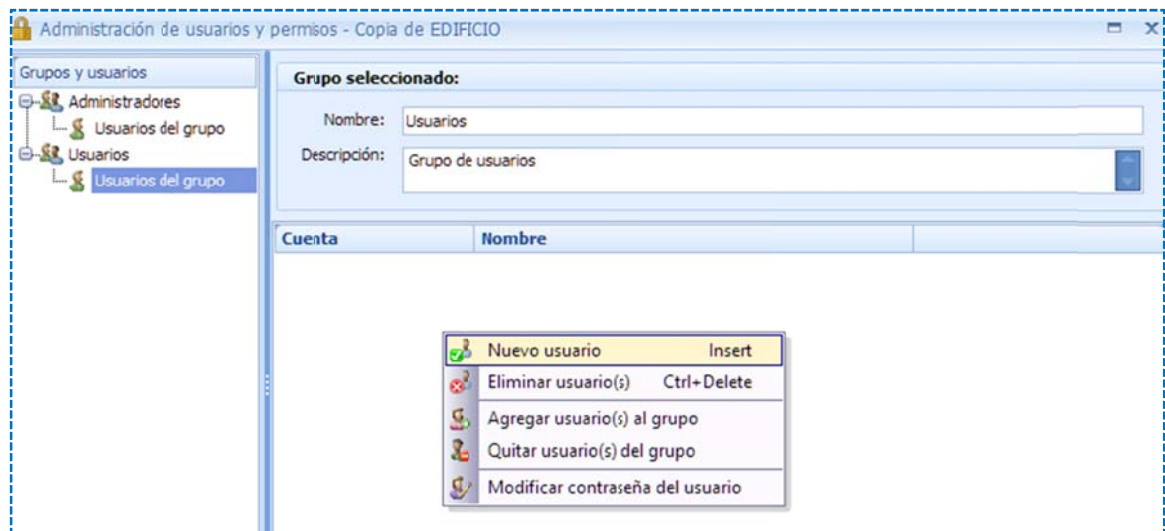 Administración de usuarios y permisos - Copia de EDIFICIO
Grupos y usuarios
Administradores
Usuarios del grupo
Usuarios
Usuarios del grupo
Grupo seleccionado:
Nombre: Usuarios
Descripción: Grupo de usuarios
Cuenta Nombre
Nuevo usuario Insert
Eliminar usuario(s) Ctrl+Delete
Agregar usuario(s) al grupo
Quitar usuario(s) del grupo
Modificar contraseña del usuario